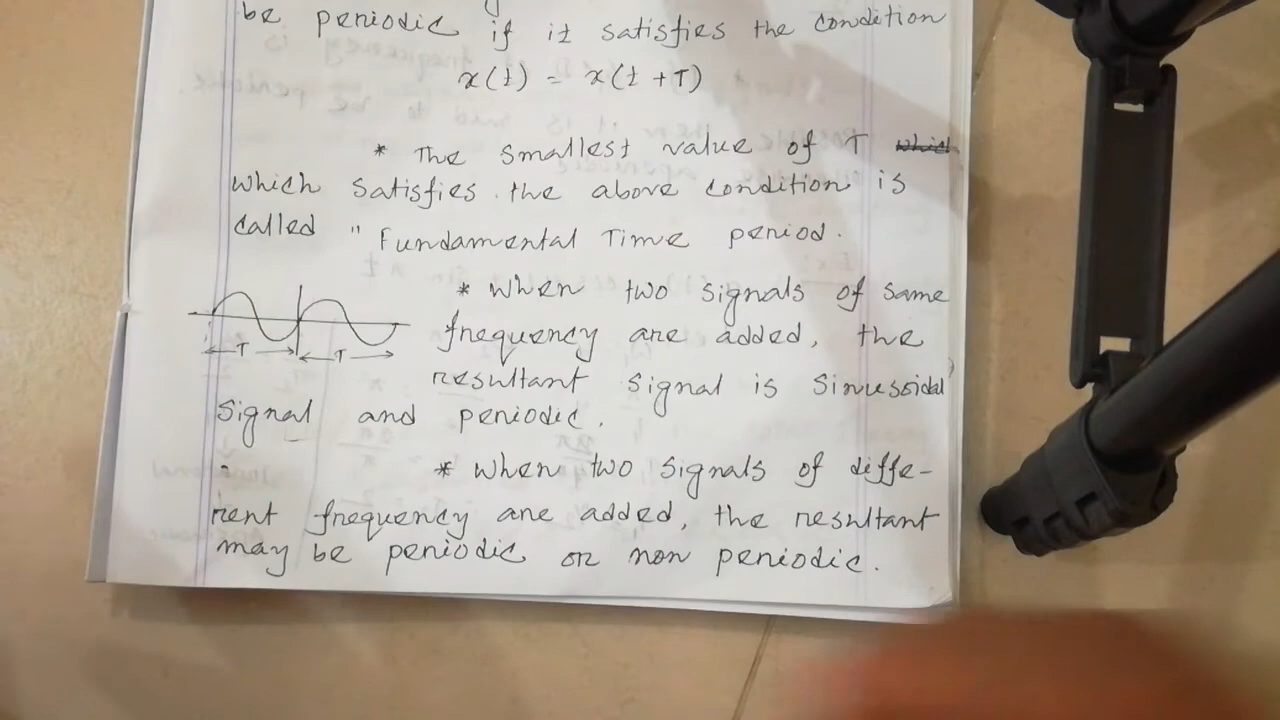 be periodic if it satisfies the condition
x(t) = x(t + T)
* The smallest value of T which
which satisfies the above condition is
called " Fundamental Time period.
* When two signals of same
frequency are added, the
resultant signal is sinusoidal
signal and periodic.
T T
* When two signals of diffe-
rent frequency are added, the resultant
may be periodic or non periodic.